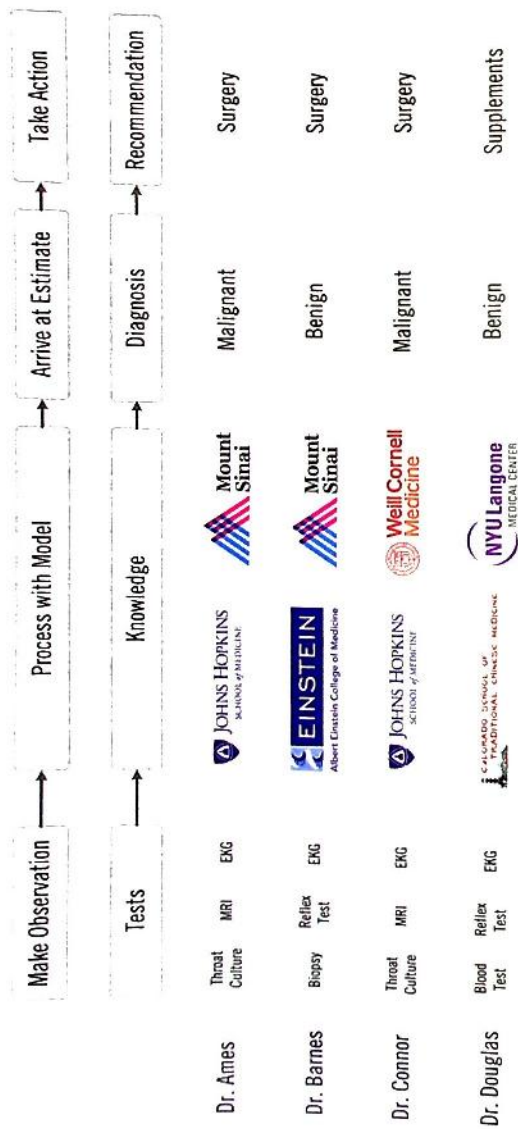 Make Observation
Process with Model
Arrive at Estimate
Take Action
Tests
Knowledge
Diagnosis
Recommendation
Dr. Ames
Throat
Culture
MRI
EKG
JOHNS HOPKINS
SCHOOL of MEDICINE
Mount
Sinai
Malignant
Surgery
Dr. Barnes
Biopsy
Reflex
Test
EKG
EINSTEIN
Albert Einstein College of Medicine
Mount
Sinai
Benign
Surgery
Dr. Connor
Throat
Culture
MRI
EKG
JOHNS HOPKINS
SCHOOL of MEDICINE
Weill Cornell
Medicine
Malignant
Surgery
Dr. Douglas
Blood
Test
Reflex
Test
EKG
COLORADO SCHOOL OF
TRADITIONAL CHINESE MEDICINE
NYU Langone
MEDICAL CENTER
Benign
Supplements